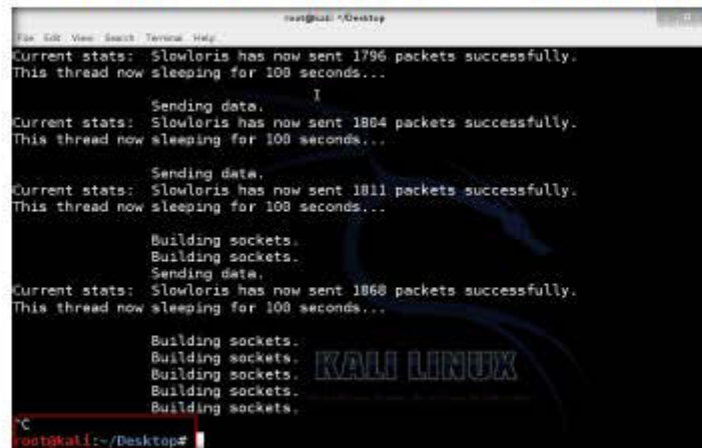 root@kali: ~/Desktop
File Edit View Search Terminal Help
Current stats: Slowloris has now sent 1796 packets successfully.
This thread now sleeping for 100 seconds...
Sending data.
Current stats: Slowloris has now sent 1804 packets successfully.
This thread now sleeping for 100 seconds...
Sending data.
Current stats: Slowloris has now sent 1811 packets successfully.
This thread now sleeping for 100 seconds...
Building sockets.
Building sockets.
Sending data.
Current stats: Slowloris has now sent 1868 packets successfully.
This thread now sleeping for 100 seconds...
Building sockets.
Building sockets.
Building sockets.
Building sockets.
Building sockets.
KALI LINUX
^C
root@kali:~/Desktop#